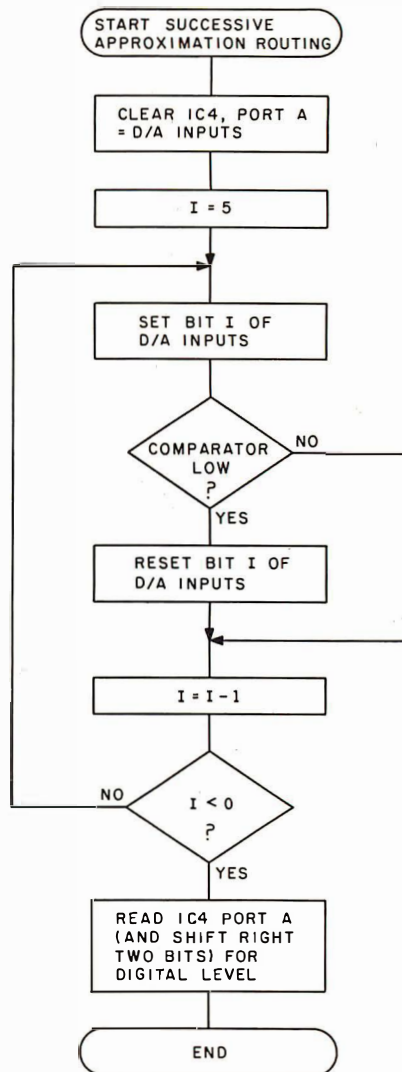 START SUCCESSIVE
APPROXIMATION ROUTING
CLEAR IC4, PORT A
= D/A INPUTS
I = 5
SET BIT I OF
D/A INPUTS
COMPARATOR
LOW
?
NO
YES
RESET BIT I OF
D/A INPUTS
I = I - 1
NO
I < 0
?
YES
READ IC4 PORT A
(AND SHIFT RIGHT
TWO BITS) FOR
DIGITAL LEVEL
END